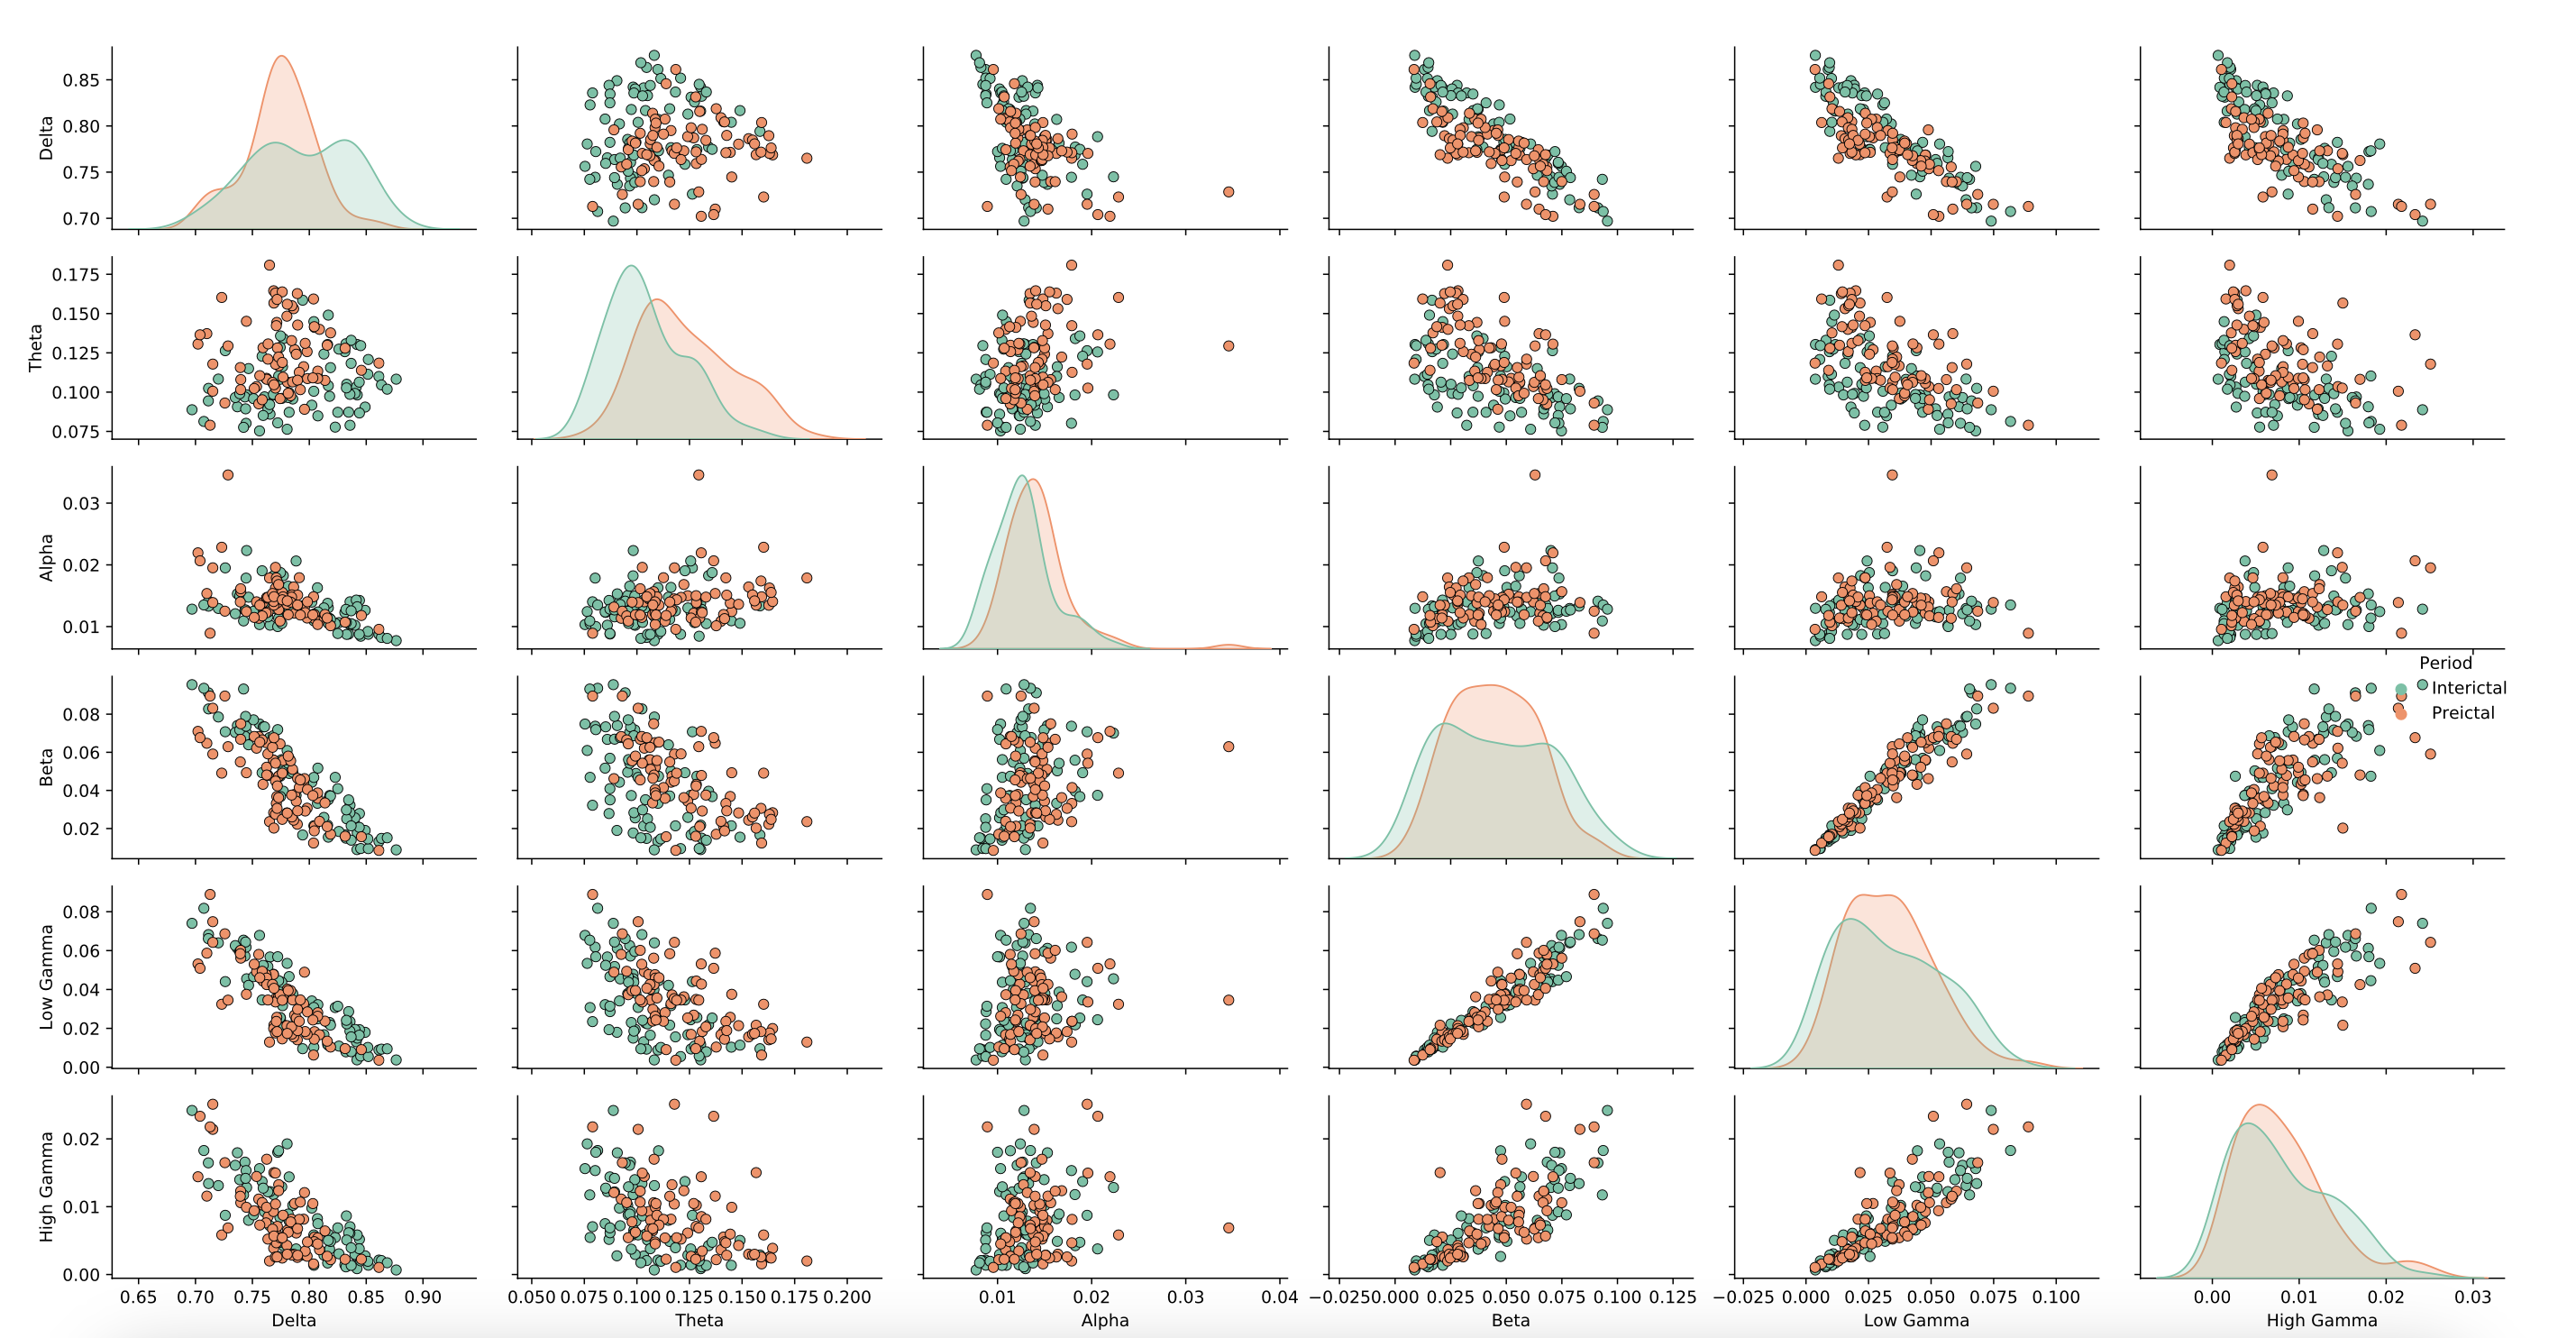 0.85
0.80
0.75
0.70
Delta
0.175
0.150
0.125
0.100
0.075
Theta
0.03
0.02
0.01
Alpha
Period
Interictal
Preictal
0.08
0.06
0.04
0.02
Beta
0.08
0.06
0.04
0.02
0.00
Low Gamma
0.02
0.01
0.00
High Gamma
0.65 0.70 0.75 0.80 0.85 0.90
0.050 0.075 0.100 0.125 0.150 0.175 0.200
0.01 0.02 0.03 0.04
−0.025 0.000 0.025 0.050 0.075 0.100 0.125
−0.025 0.000 0.025 0.050 0.075 0.100
0.00 0.01 0.02 0.03
Delta
Theta
Alpha
Beta
Low Gamma
High Gamma